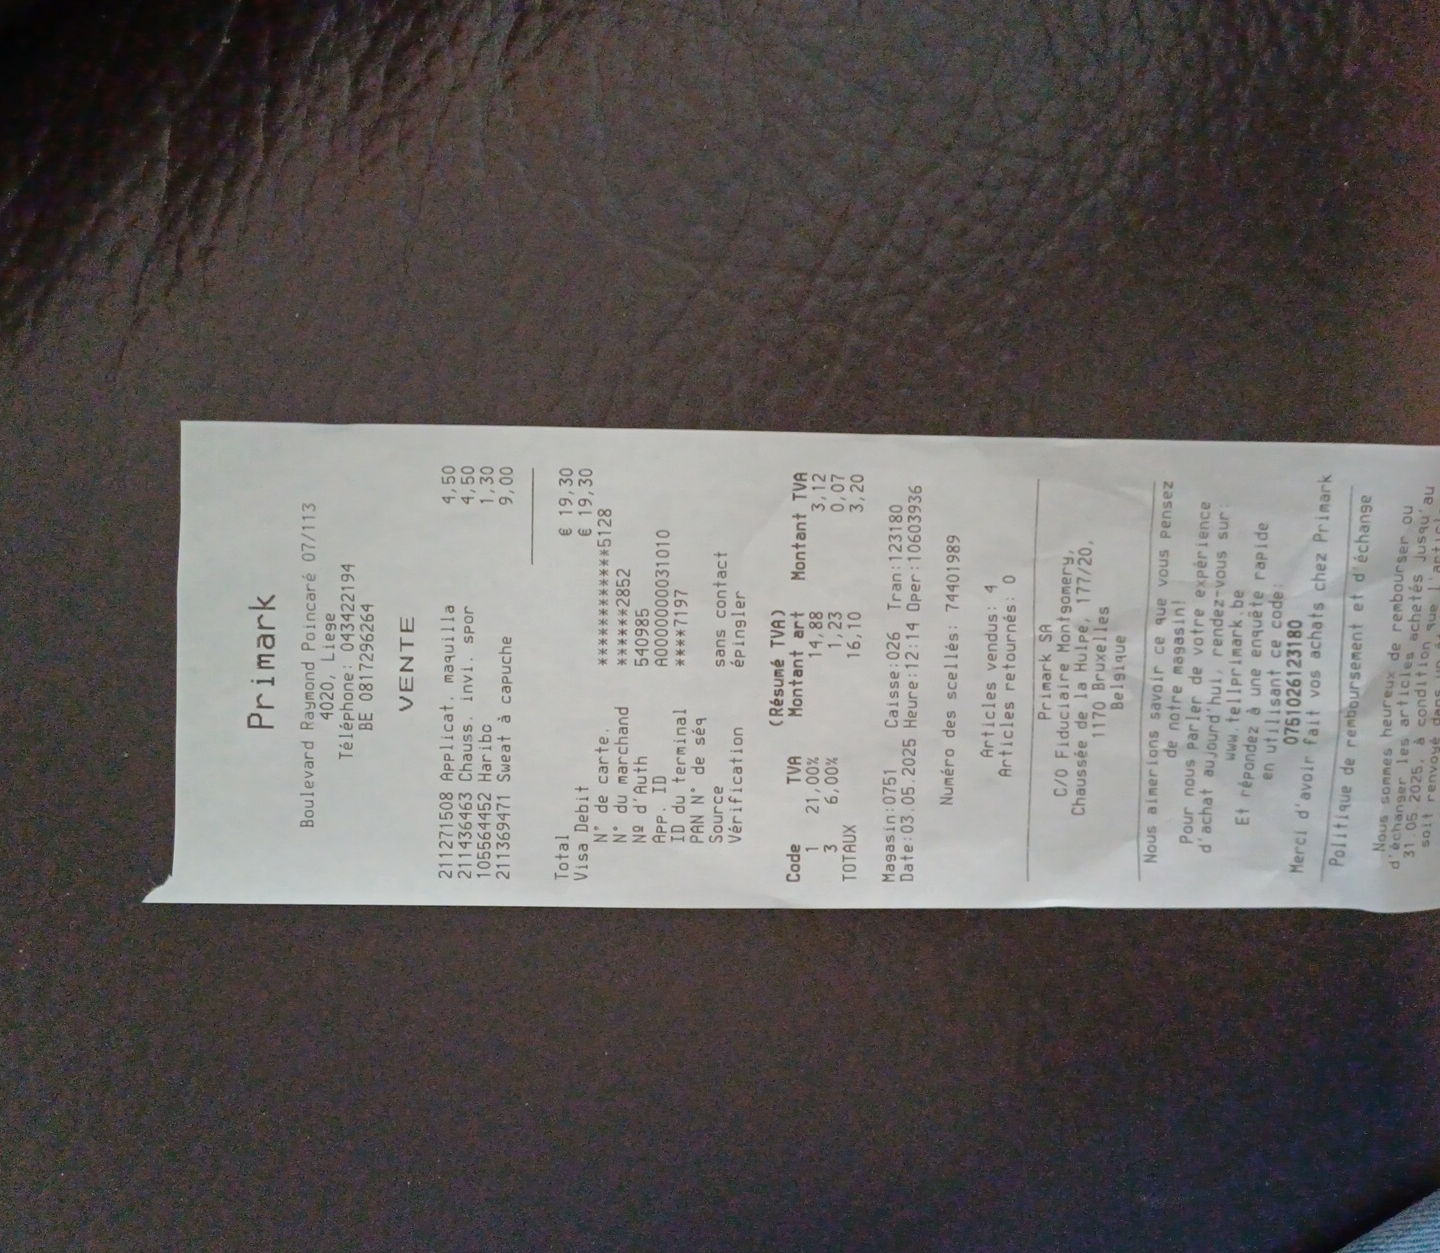 Primark
Boulevard Raymond Poincaré 07/113
4020, Liege
Téléphone: 043422194
BE 0817296264
VENTE
211271508 Applicat. maquilla 4,50
211436463 Chauss. invi. spor 4,50
105564452 Haribo 1,30
211369471 Sweat à capuche 9,00
Total € 19,30
Visa Debit € 19,30
N° de carte. ************5128
N° du marchand ******2852
Nº d'Auth 540985
App. ID A0000000031010
ID du terminal ****7197
PAN N° de séq
Source sans contact
Vérification épingler
(Résumé TVA)
Code TVA Montant art Montant TVA
1 21,00% 14,88 3,12
3 6,00% 1,23 0,07
TOTAUX 16,10 3,20
Magasin:0751 Caisse:026 Tran:123180
Date:03.05.2025 Heure:12:14 Oper:10603936
Numéro des scellés: 74401989
Articles vendus: 4
Articles retournés: 0
Primark SA
C/O Fiduciaire Montgomery,
Chaussée de la Hulpe, 177/20,
1170 Bruxelles
Belgique
Nous aimerions savoir ce que vous pensez
de notre magasin!
Pour nous parler de votre expérience
d'achat aujourd'hui, rendez-vous sur:
www.tellprimark.be
Et répondez à une enquête rapide
en utilisant ce code:
0751026123180
Merci d'avoir fait vos achats chez Primark
Politique de remboursement et d'échange
Nous sommes heureux de rembourser ou
d'échanger les articles achetés jusqu'au
31.05.2025, à condition que l'article
soit renvoyé dans un